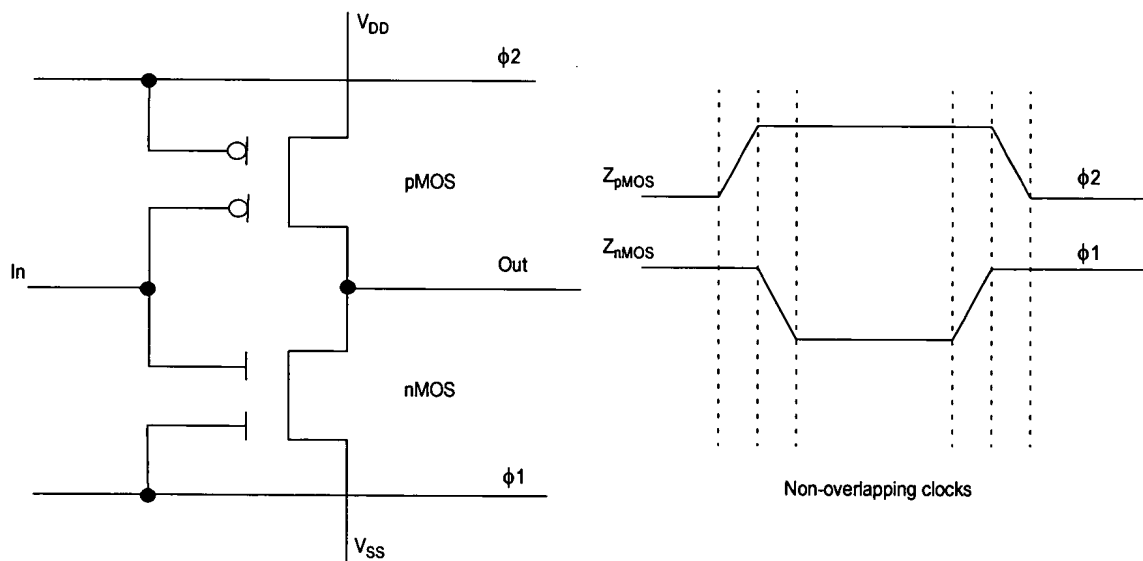 V_DD
ϕ2
pMOS
In
Out
nMOS
ϕ1
V_SS
Z_pMOS
ϕ2
Z_nMOS
ϕ1
Non-overlapping clocks